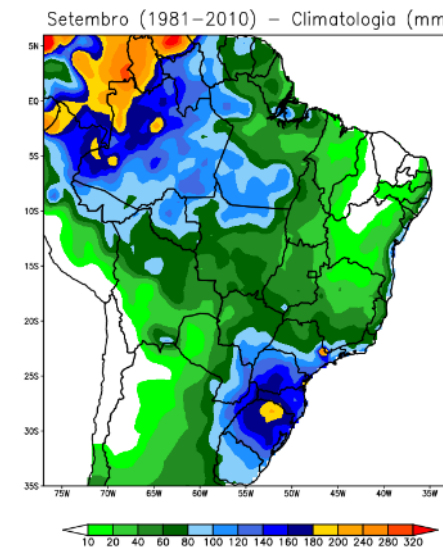 Setembro (1981-2010) - Climatologia (mm
5N
EQ
5S
10S
15S
20S
25S
30S
35S
75W 70W 65W 60W 55W 50W 45W 40W 35W
10 20 40 60 80 100 120 140 160 180 200 240 280 320